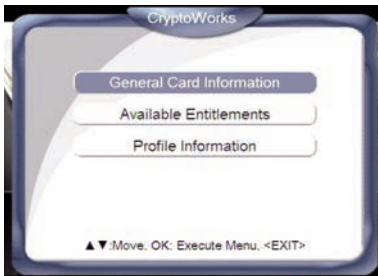 CryptoWorks
General Card Information
Available Entitlements
Profile Information
▲▼:Move, OK: Execute Menu, <EXIT>